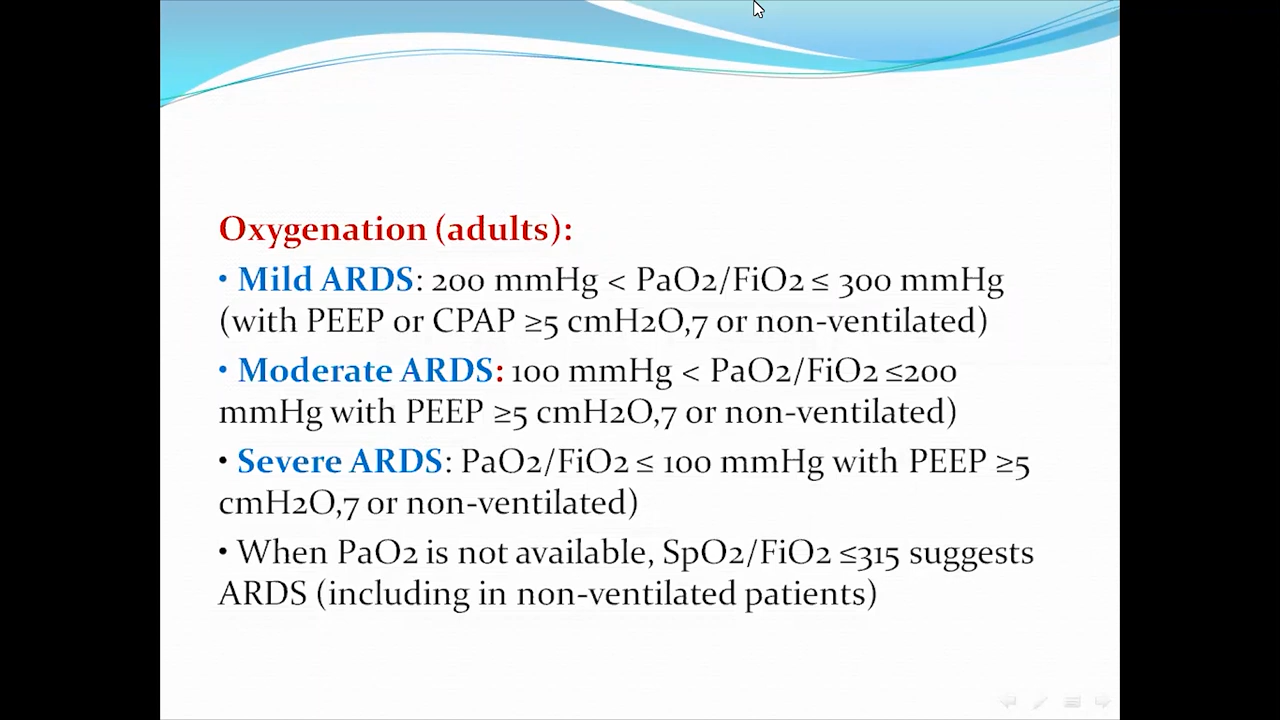 Oxygenation (adults):
• Mild ARDS: 200 mmHg < PaO2/FiO2 ≤ 300 mmHg
(with PEEP or CPAP ≥5 cmH2O,7 or non-ventilated)
• Moderate ARDS: 100 mmHg < PaO2/FiO2 ≤200
mmHg with PEEP ≥5 cmH2O,7 or non-ventilated)
• Severe ARDS: PaO2/FiO2 ≤ 100 mmHg with PEEP ≥5
cmH2O,7 or non-ventilated)
• When PaO2 is not available, SpO2/FiO2 ≤315 suggests
ARDS (including in non-ventilated patients)